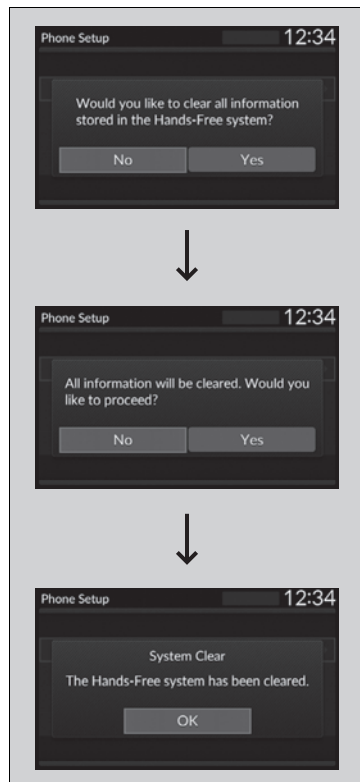 Phone Setup 12:34
Would you like to clear all information
stored in the Hands-Free system?
No Yes
Phone Setup 12:34
All information will be cleared. Would you
like to proceed?
No Yes
Phone Setup 12:34
System Clear
The Hands-Free system has been cleared.
OK